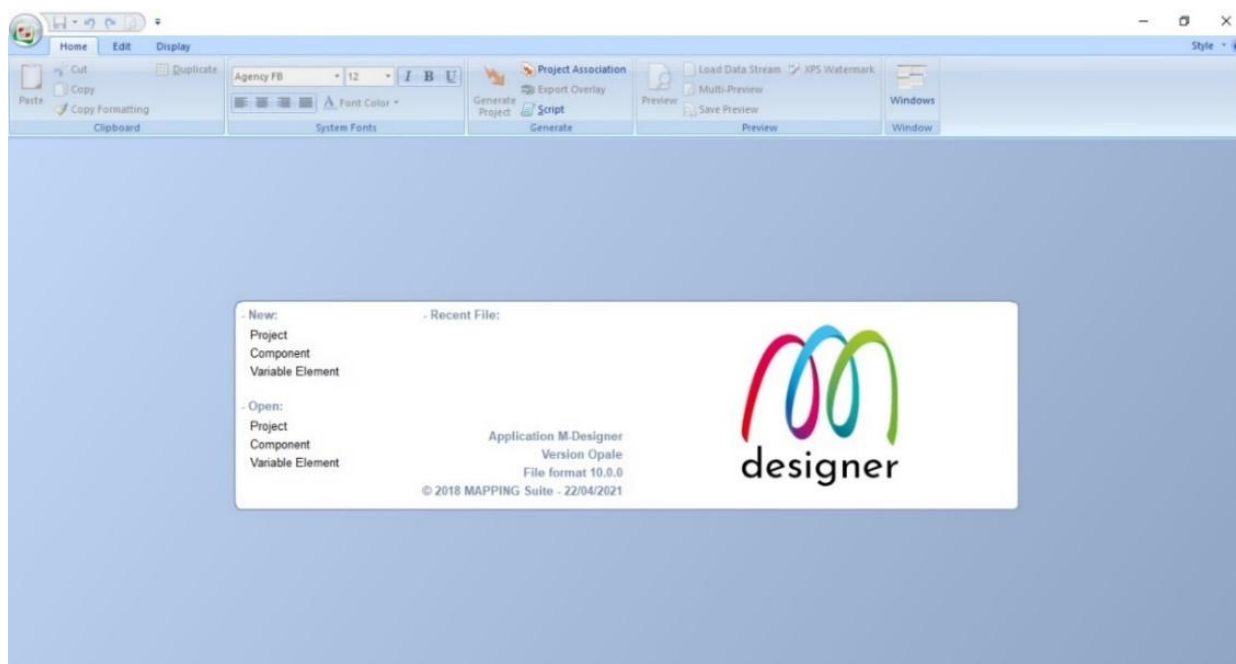 Home Edit Display Style
Paste
Cut
Copy
Copy Formatting
Duplicate
Clipboard
Agency FB 12 I B U
A Font Color
System Fonts
Generate Project
Project Association
Export Overlay
Script
Generate
Preview
Load Data Stream XPS Watermark
Multi-Preview
Save Preview
Preview
Windows
Window
- New:
Project
Component
Variable Element
- Open:
Project
Component
Variable Element
- Recent File:
Application M-Designer
Version Opale
File format 10.0.0
© 2018 MAPPING Suite - 22/04/2021
designer